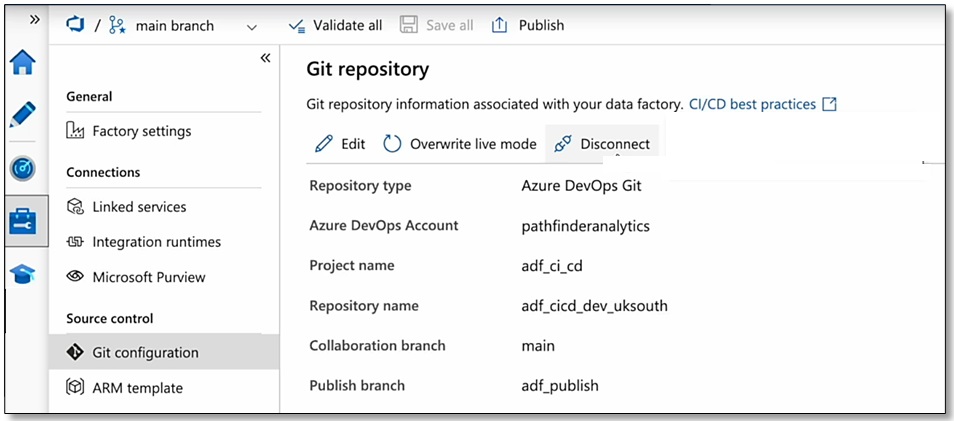 » / main branch Validate all Save all Publish
«
General
Factory settings
Connections
Linked services
Integration runtimes
Microsoft Purview
Source control
Git configuration
ARM template
Git repository
Git repository information associated with your data factory. CI/CD best practices
Edit Overwrite live mode Disconnect
Repository type Azure DevOps Git
Azure DevOps Account pathfinderanalytics
Project name adf_ci_cd
Repository name adf_cicd_dev_uksouth
Collaboration branch main
Publish branch adf_publish